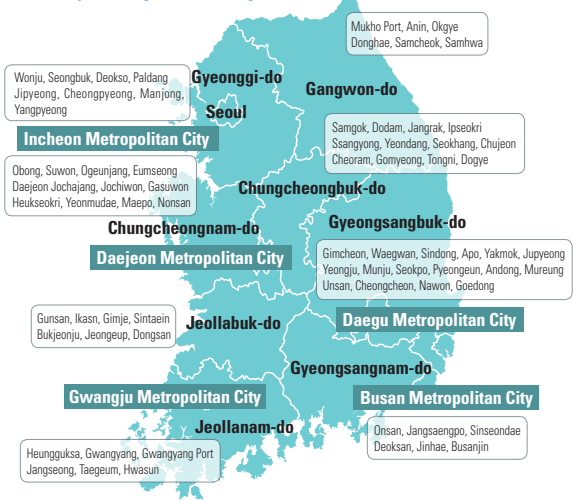 Mukho Port, Anin, Okgye
Donghae, Samcheok, Samhwa
Wonju, Seongbuk, Deokso, Paldang
Jipyeong, Cheongpyeong, Manjong,
Yangpyeong
Gyeonggi-do
Gangwon-do
Seoul
Incheon Metropolitan City
Samgok, Dodam, Jangrak, Ipseokri
Ssangyong, Yeondang, Seokhang, Chujeon
Cheoram, Gomyeong, Tongni, Dogye
Obong, Suwon, Ogeunjang, Eumseong
Daejeon Jochajang, Jochiwon, Gasuwon
Heukseokri, Yeonmudae, Maepo, Nonsan
Chungcheongbuk-do
Chungcheongnam-do
Gyeongsangbuk-do
Daejeon Metropolitan City
Gimcheon, Waegwan, Sindong, Apo, Yakmok, Jupyeong
Yeongju, Munju, Seokpo, Pyeongeun, Andong, Mureung
Unsan, Cheongcheon, Nawon, Goedong
Gunsan, Ikasn, Gimje, Sintaein
Bukjeonju, Jeongeup, Dongsan
Jeollabuk-do
Daegu Metropolitan City
Gyeongsangnam-do
Gwangju Metropolitan City
Busan Metropolitan City
Jeollanam-do
Onsan, Jangsaengpo, Sinseondae
Deoksan, Jinhae, Busanjin
Heungguksa, Gwangyang, Gwangyang Port
Jangseong, Taegeum, Hwasun